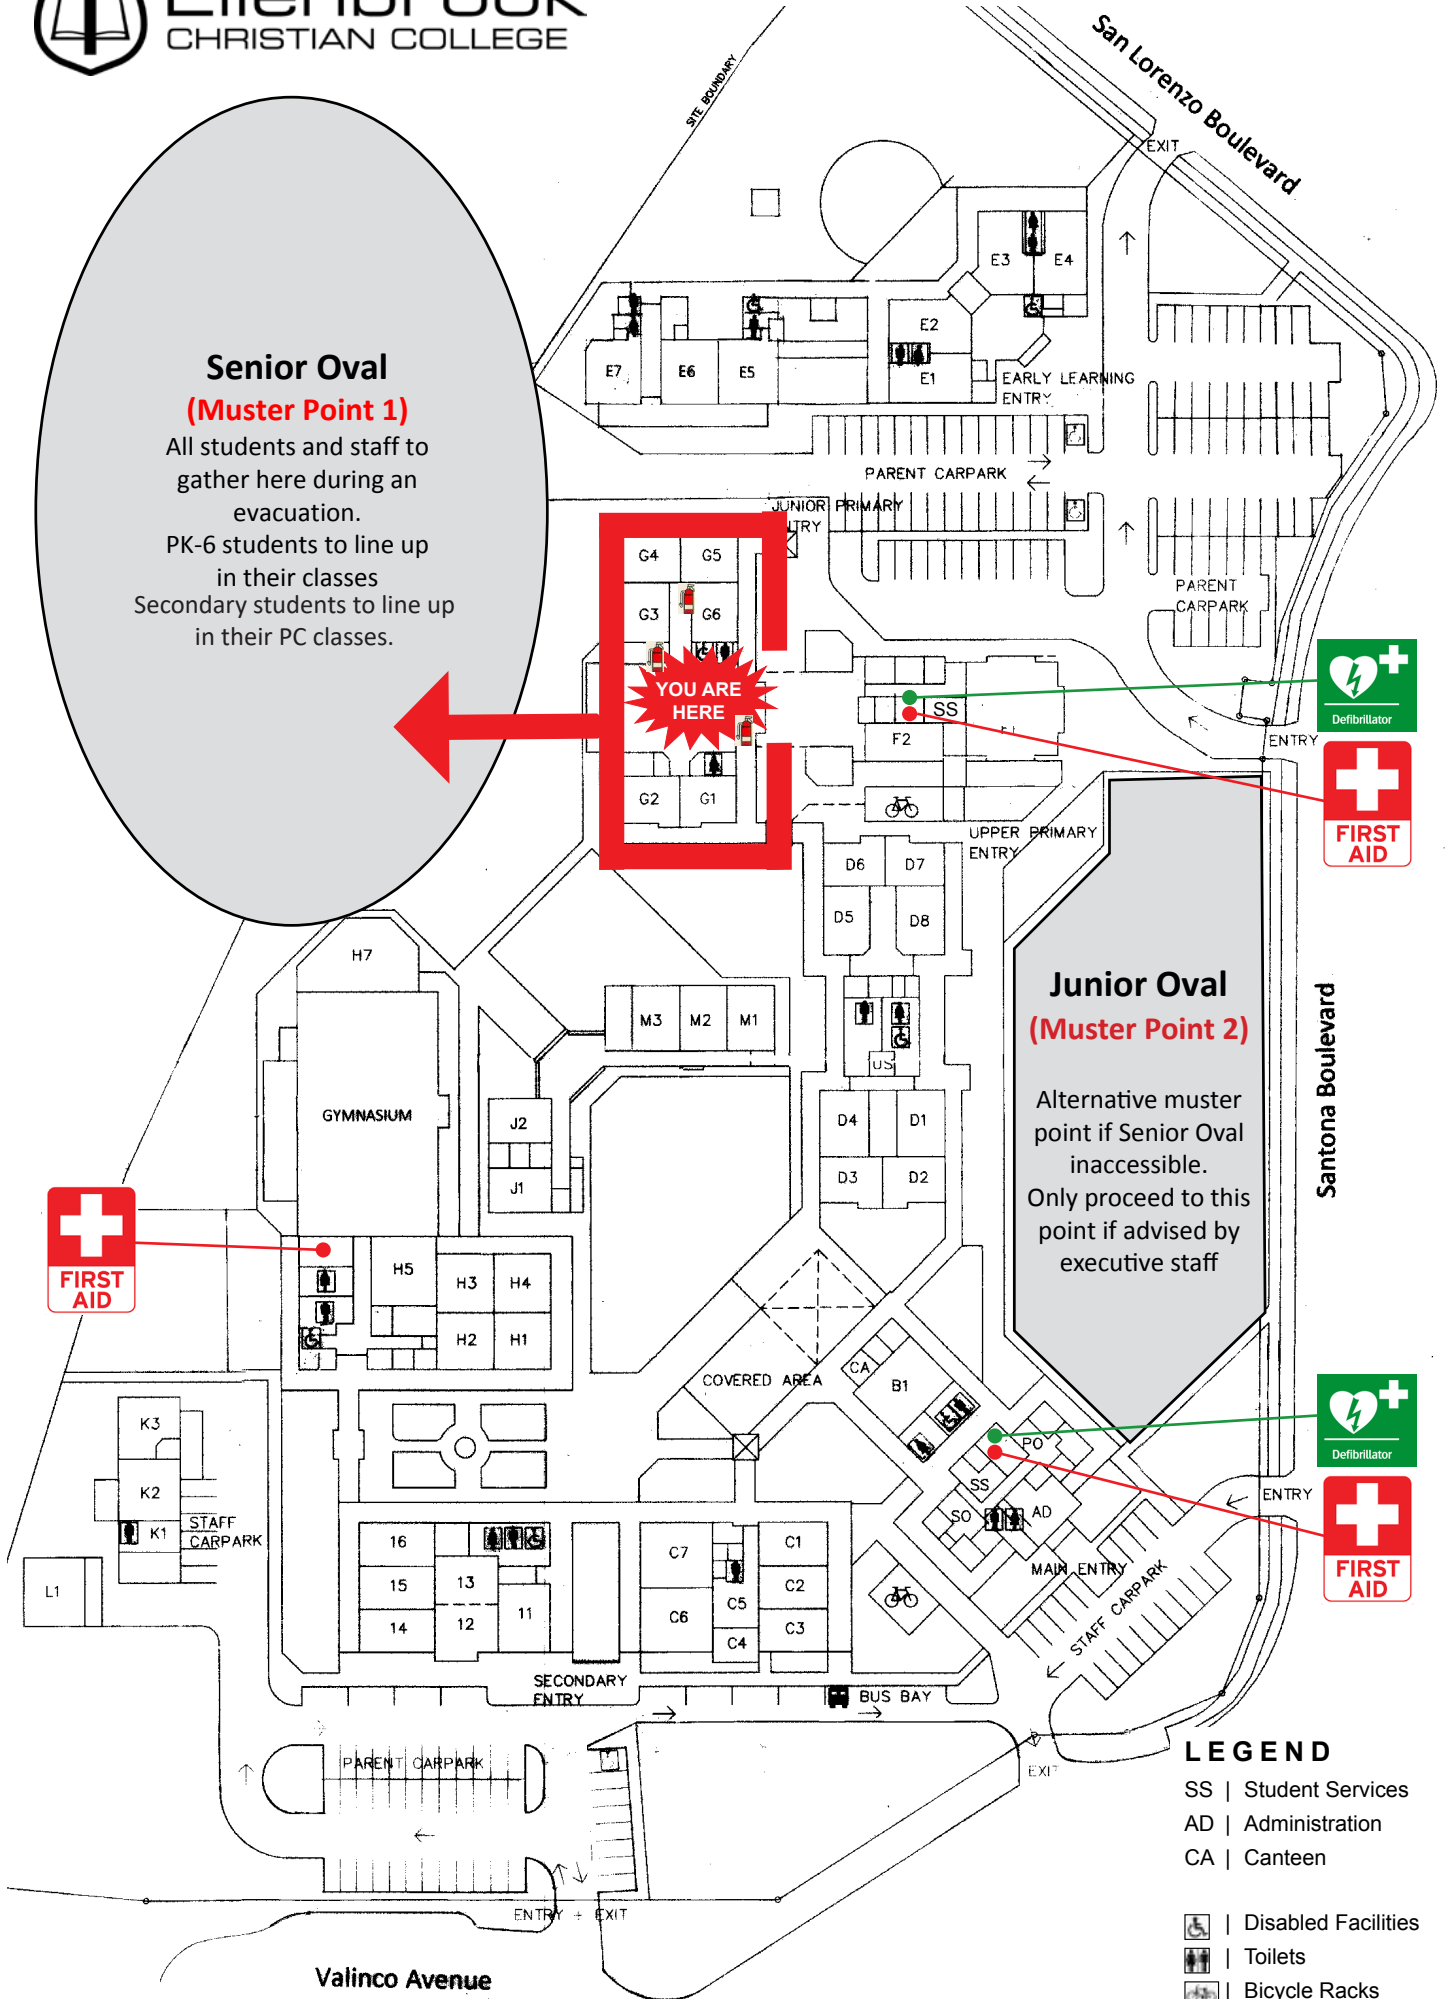 Ellenbrook
CHRISTIAN COLLEGE
San Lorenzo Boulevard
SITE BOUNDARY
EXIT
E3
E4
E2
E1
E7
E6
E5
EARLY LEARNING
ENTRY
Senior Oval
(Muster Point 1)
All students and staff to
gather here during an
evacuation.
PK-6 students to line up
in their classes
Secondary students to line up
in their PC classes.
PARENT CARPARK
JUNIOR PRIMARY
ENTRY
PARENT
CARPARK
G4
G5
G3
G6
YOU ARE
HERE
G2
G1
SS
F2
Defibrillator
ENTRY
FIRST
AID
UPPER PRIMARY
ENTRY
D6
D7
D5
D8
H7
Junior Oval
(Muster Point 2)
Alternative muster
point if Senior Oval
inaccessible.
Only proceed to this
point if advised by
executive staff
Santona Boulevard
M3
M2
M1
US
GYMNASIUM
J2
J1
D4
D1
D3
D2
FIRST
AID
H5
H3
H4
H2
H1
COVERED AREA
CA
B1
PO
SS
SO
AD
Defibrillator
ENTRY
FIRST
AID
MAIN ENTRY
STAFF CARPARK
K3
K2
K1
STAFF
CARPARK
L1
16
15
14
13
12
11
C7
C6
C5
C4
C1
C2
C3
SECONDARY
ENTRY
BUS BAY
PARENT CARPARK
EXIT
ENTRY + EXIT
Valinco Avenue
LEGEND
SS | Student Services
AD | Administration
CA | Canteen
| Disabled Facilities
| Toilets
| Bicycle Racks